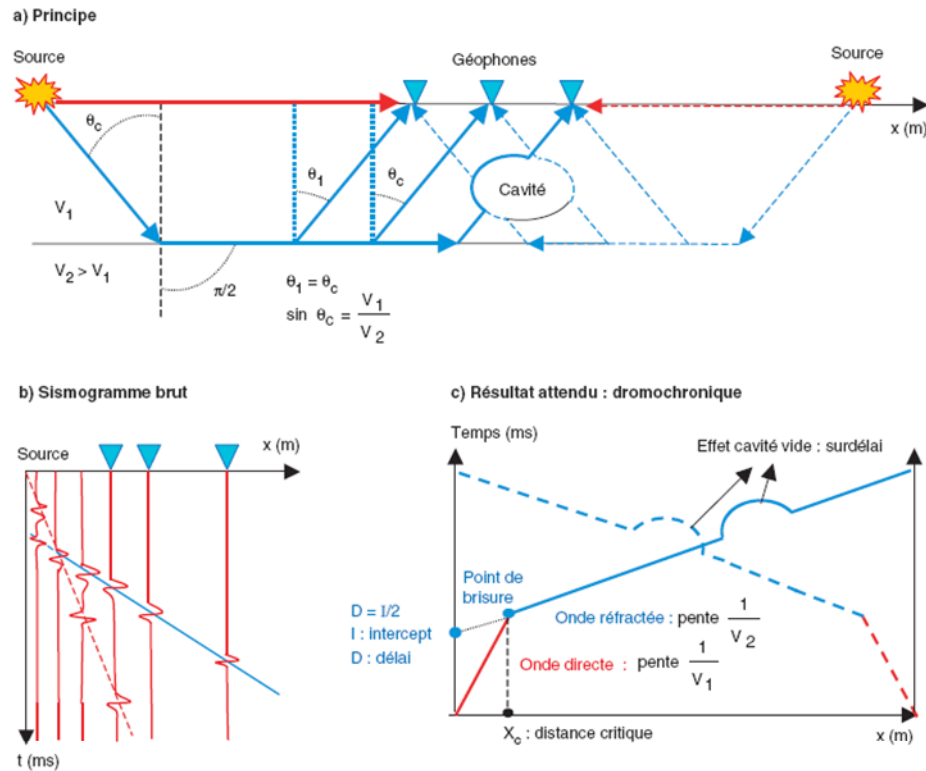 a) Principe
Source
Géophones
Source
x (m)
θc
θ1
θc
Cavité
V1
V2 > V1
π/2
θ1 = θc
sin θC = V1 / V2
b) Sismogramme brut
Source
x (m)
t (ms)
c) Résultat attendu : dromochronique
Temps (ms)
Effet cavité vide : surdélai
Point de
brisure
D = I/2
I : intercept
D : délai
Onde réfractée : pente 1 / V2
Onde directe : pente 1 / V1
Xc : distance critique
x (m)